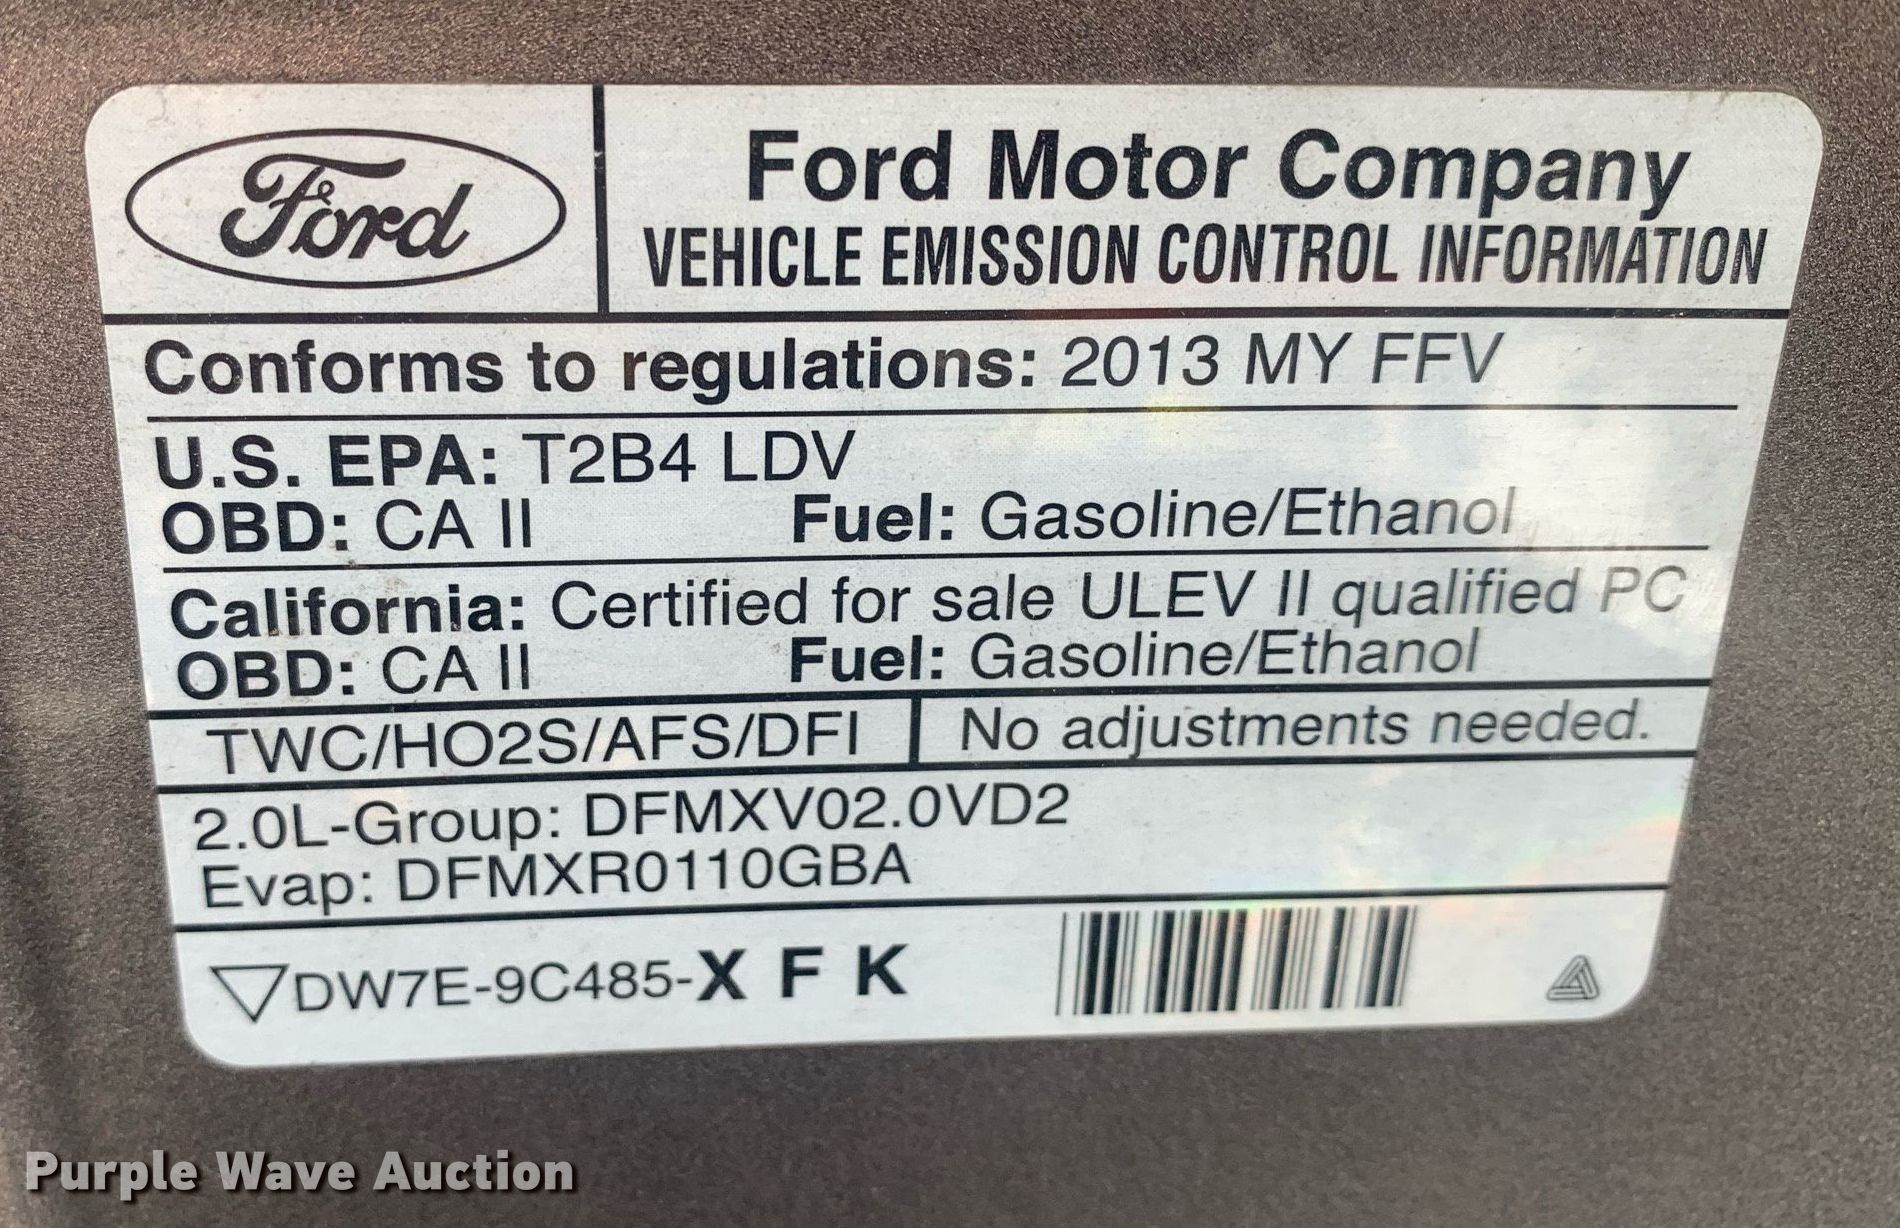 Ford
Ford Motor Company
VEHICLE EMISSION CONTROL INFORMATION
Conforms to regulations: 2013 MY FFV
U.S. EPA: T2B4 LDV
OBD: CA II Fuel: Gasoline/Ethanol
California: Certified for sale ULEV II qualified PC
OBD: CA II Fuel: Gasoline/Ethanol
TWC/HO2S/AFS/DFI No adjustments needed.
2.0L-Group: DFMXV02.0VD2
Evap: DFMXR0110GBA
DW7E-9C485-X F K
Purple Wave Auction